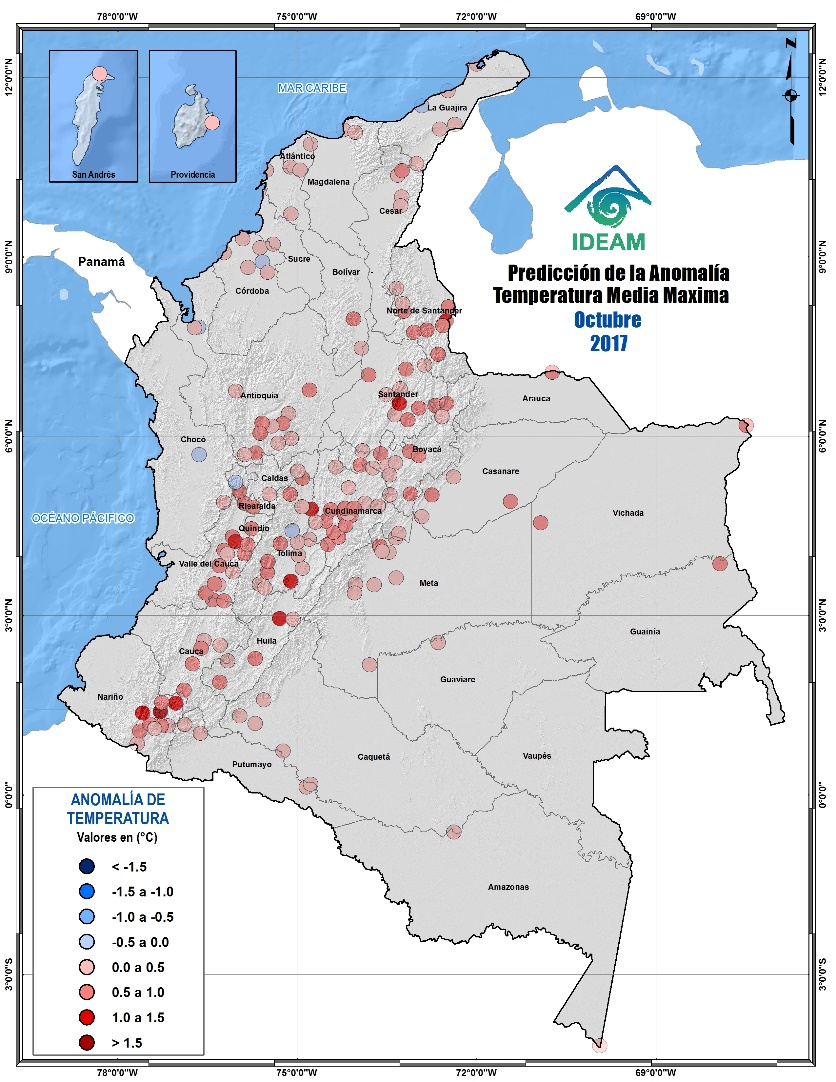 78°0'0"W 75°0'0"W 72°0'0"W 69°0'0"W
12°0'0"N
9°0'0"N
6°0'0"N
3°0'0"N
0°0'0"
3°0'0"S
12°0'0"N
9°0'0"N
6°0'0"N
3°0'0"N
0°0'0"
3°0'0"S
N
San Andrés
Providencia
MAR CARIBE
La Guajira
Atlántico
Magdalena
Cesar
IDEAM
Predicción de la Anomalía
Temperatura Media Maxima
Octubre
2017
Panamá
Sucre
Bolívar
Córdoba
Norte de Santander
Antioquia
Santander
Arauca
Chocó
Boyacá
Casanare
Caldas
Risaralda
Cundinamarca
Vichada
OCÉANO PÁCIFICO
Quindío
Tolima
Valle del Cauca
Meta
Guainía
Huila
Cauca
Guaviare
Nariño
Caquetá
Vaupés
Putumayo
Amazonas
ANOMALÍA DE
TEMPERATURA
Valores en (°C)
< -1.5
-1.5 a -1.0
-1.0 a -0.5
-0.5 a 0.0
0.0 a 0.5
0.5 a 1.0
1.0 a 1.5
> 1.5
78°0'0"W 75°0'0"W 72°0'0"W 69°0'0"W